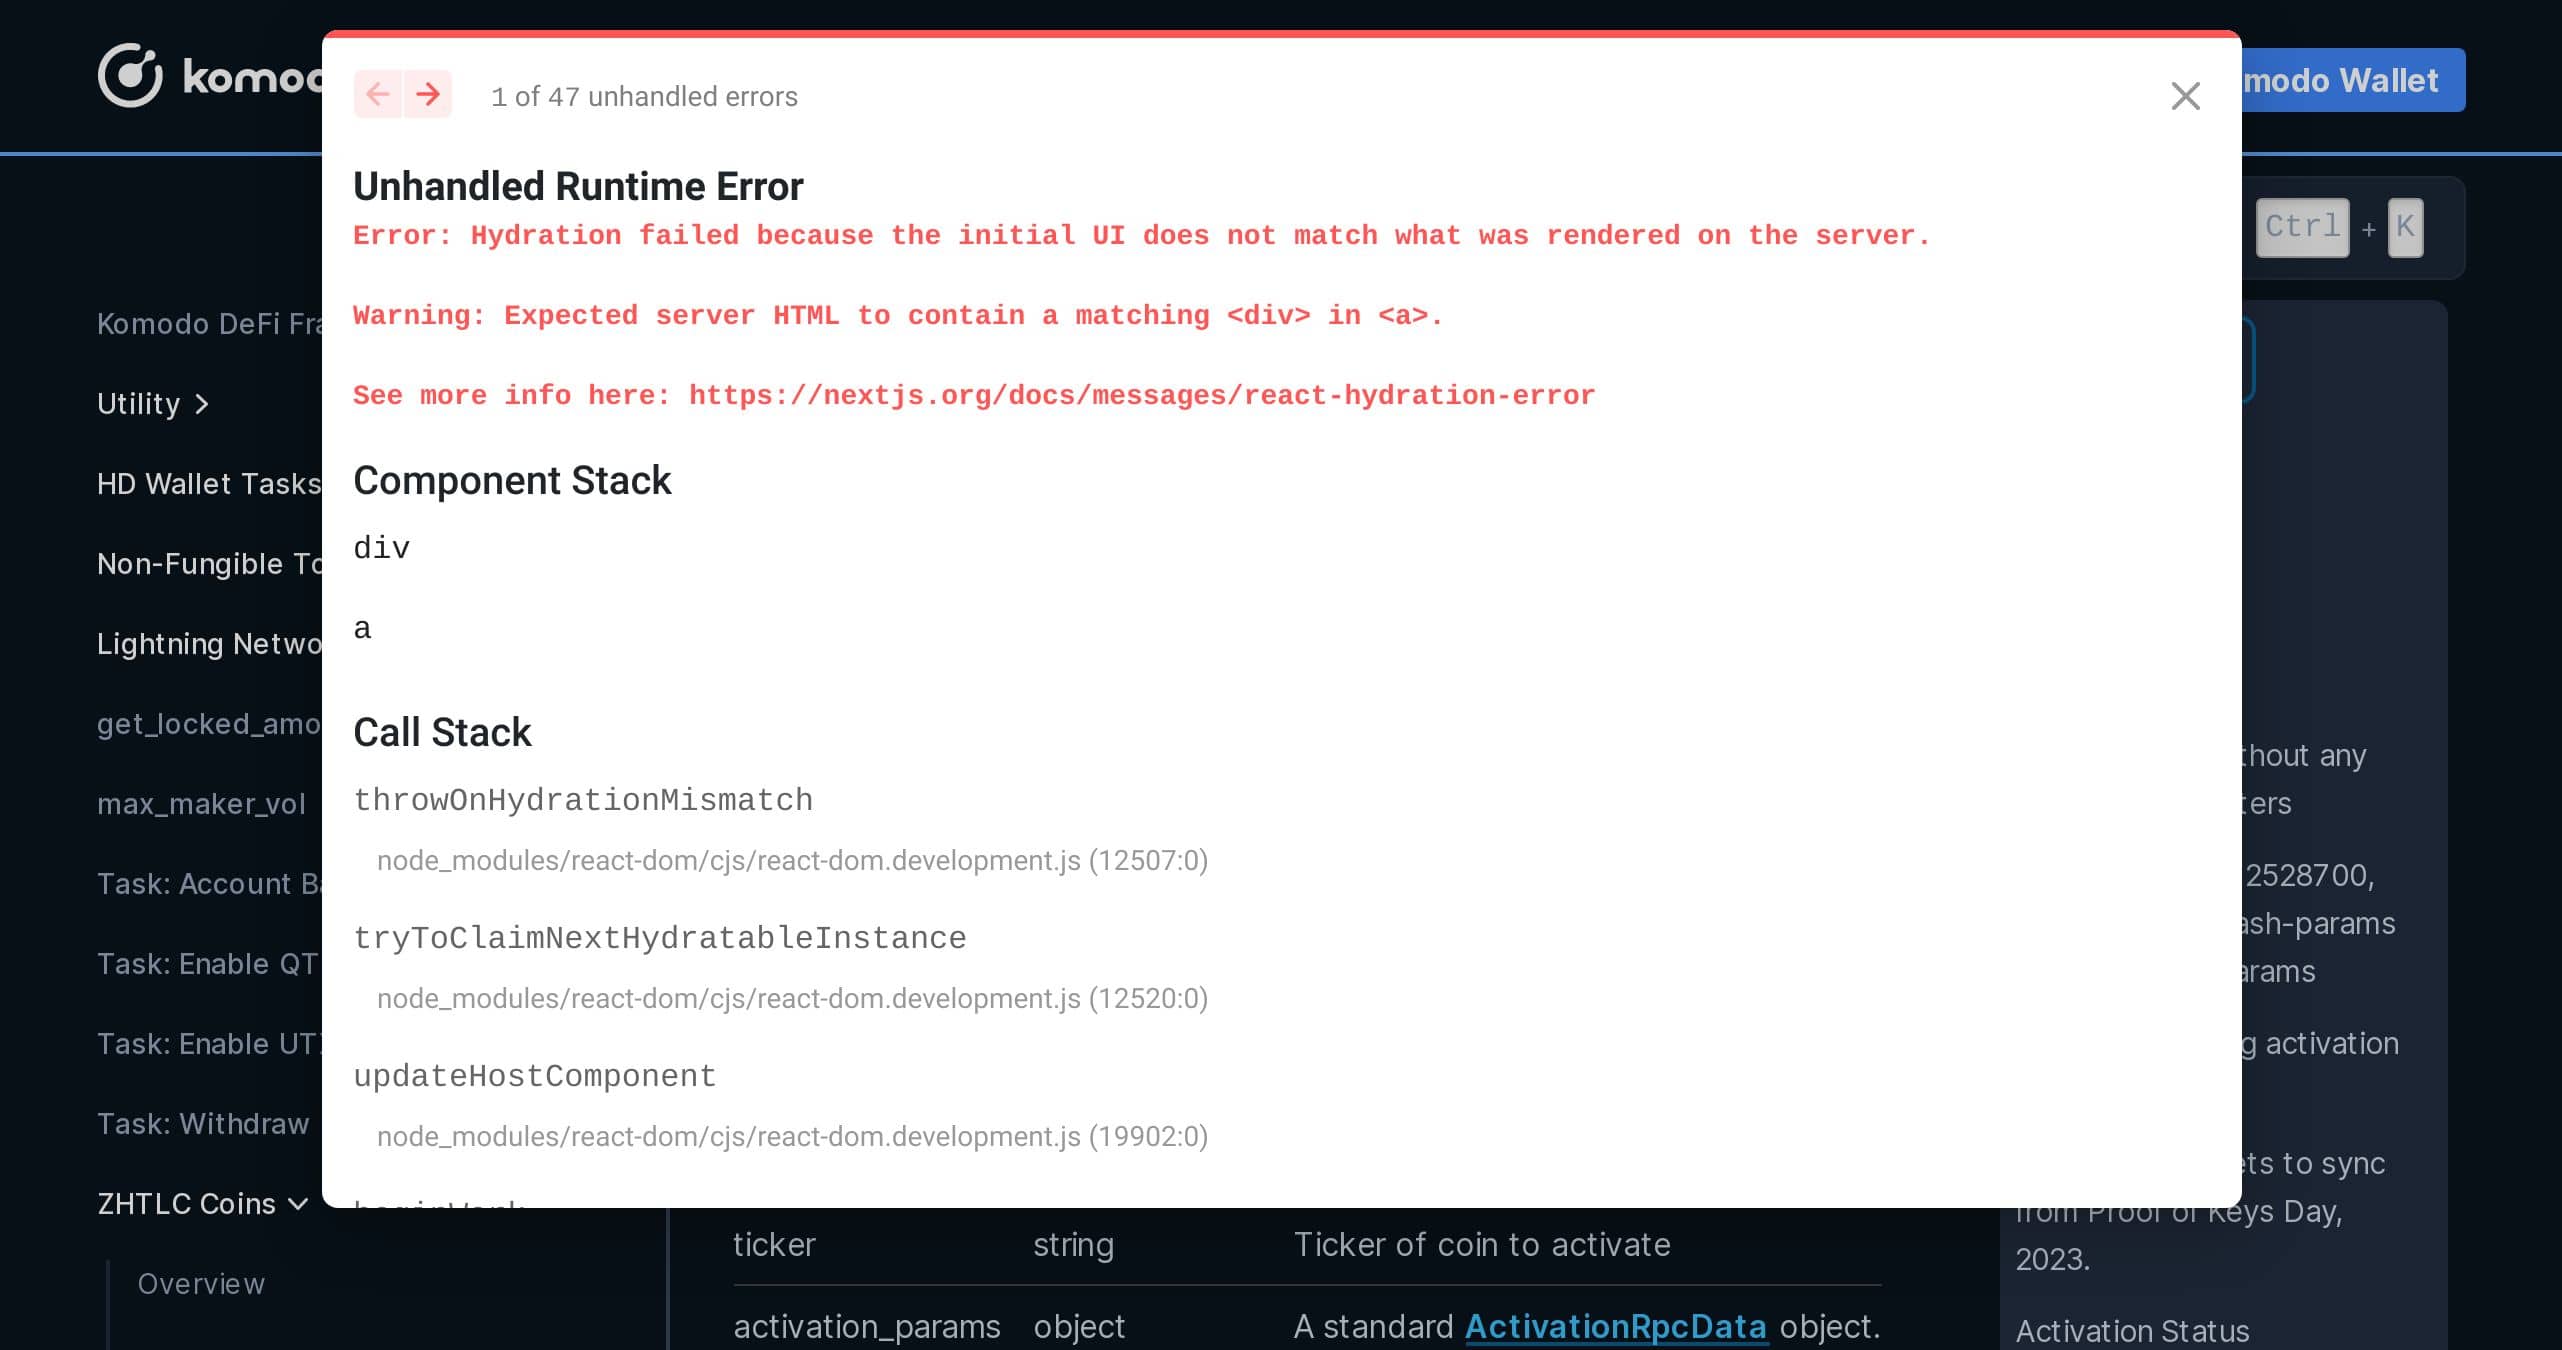 komod
modo Wallet
1 of 47 unhandled errors
Unhandled Runtime Error
Error: Hydration failed because the initial UI does not match what was rendered on the server.
Warning: Expected server HTML to contain a matching <div> in <a>.
See more info here: https://nextjs.org/docs/messages/react-hydration-error
Component Stack
div
a
Call Stack
throwOnHydrationMismatch
node_modules/react-dom/cjs/react-dom.development.js (12507:0)
tryToClaimNextHydratableInstance
node_modules/react-dom/cjs/react-dom.development.js (12520:0)
updateHostComponent
node_modules/react-dom/cjs/react-dom.development.js (19902:0)
Ctrl + K
Komodo DeFi Fra
Utility
HD Wallet Tasks
Non-Fungible To
Lightning Netwo
get_locked_amo
max_maker_vol
Task: Account Ba
Task: Enable QT
Task: Enable UT
Task: Withdraw
ZHTLC Coins
Overview
ticker string Ticker of coin to activate
activation_params object A standard ActivationRpcData object.
thout any
ters
2528700,
ash-params
arams
g activation
ets to sync
from Proof of Keys Day,
2023.
Activation Status